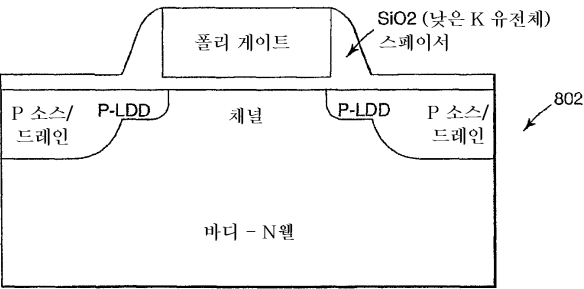 SiO2 (낮은 K 유전체)
스페이서
폴리 게이트
802
P 소스/
드레인
P-LDD
채널
P-LDD
P 소스/
드레인
바디 - N웰